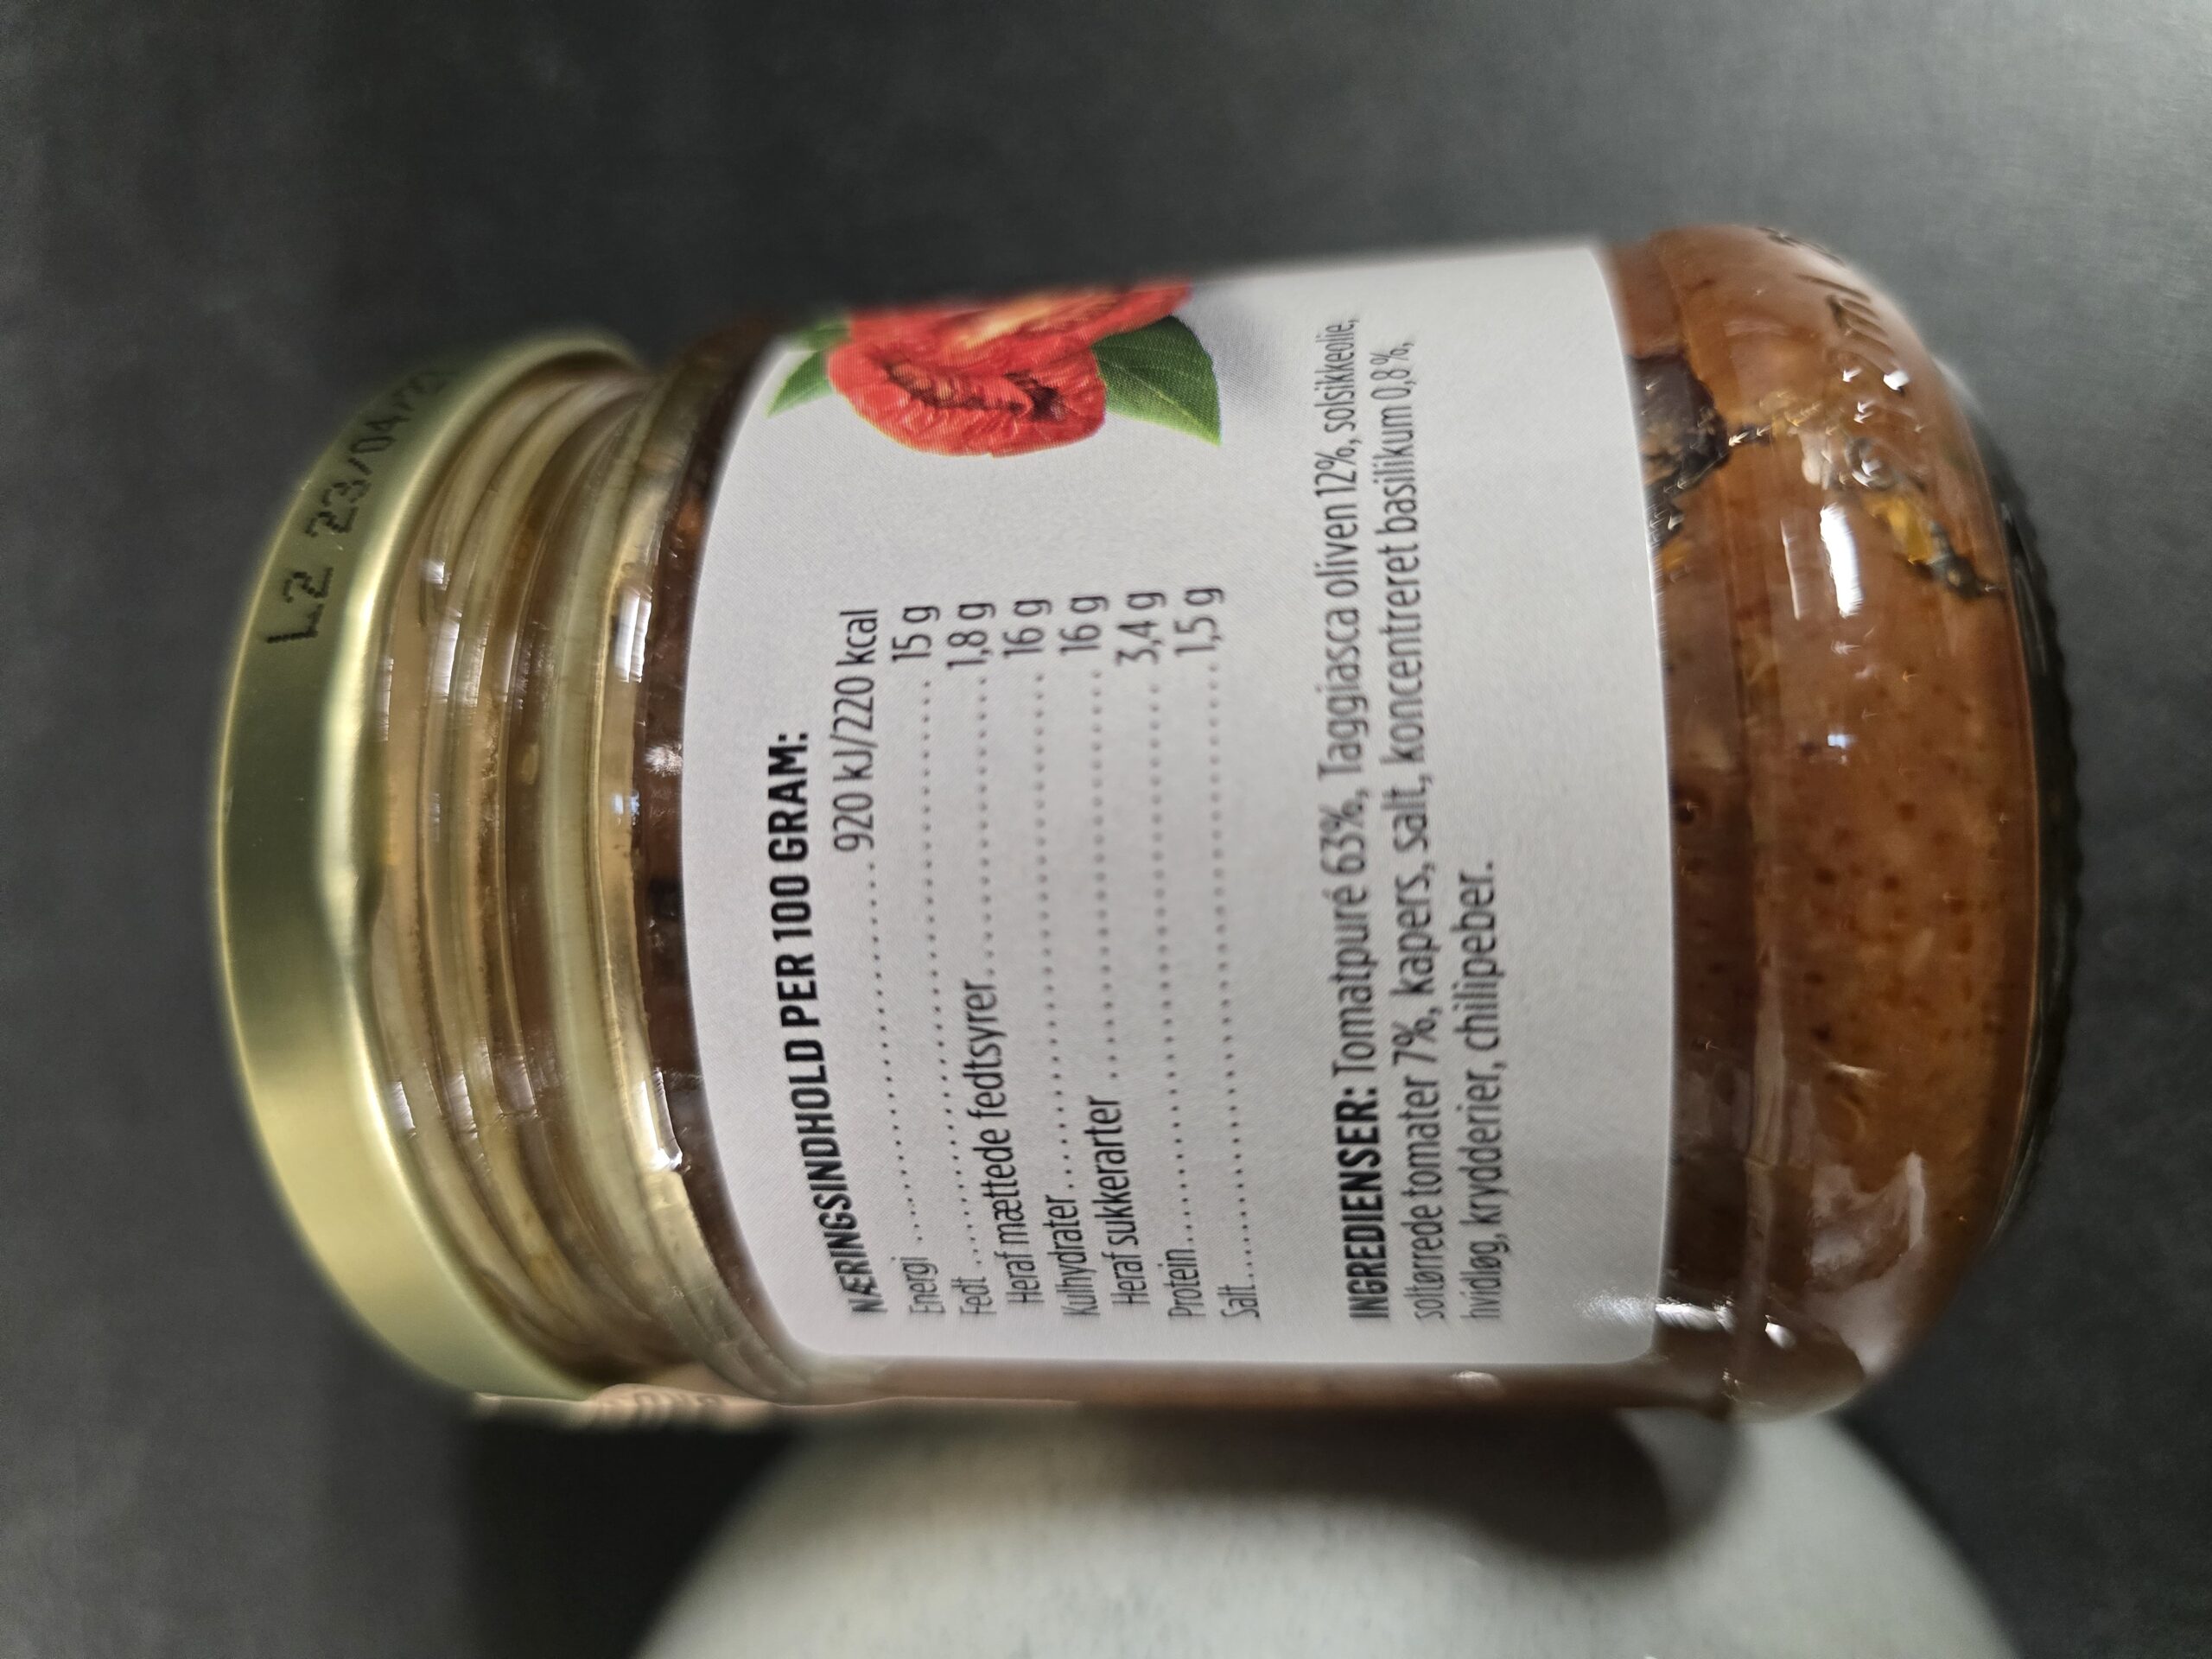 L2 23/04/2
NÆRINGSINDHOLD PER 100 GRAM:
Energi ........ 920 kJ/220 kcal
Fedt ........ 15 g
Heraf mættede fedtsyrer........ 1,8 g
Kulhydrater........ 16 g
Heraf sukkerarter ........ 16 g
Protein........ 3,4 g
Salt........ 1,5 g
INGREDIENSER: Tomatpuré 63%, Taggiasca oliven 12%, solsikkeolie,
soltørrede tomater 7%, kapers, salt, koncentreret basilikum 0,8%,
hvidløg, krydderier, chilipeber.